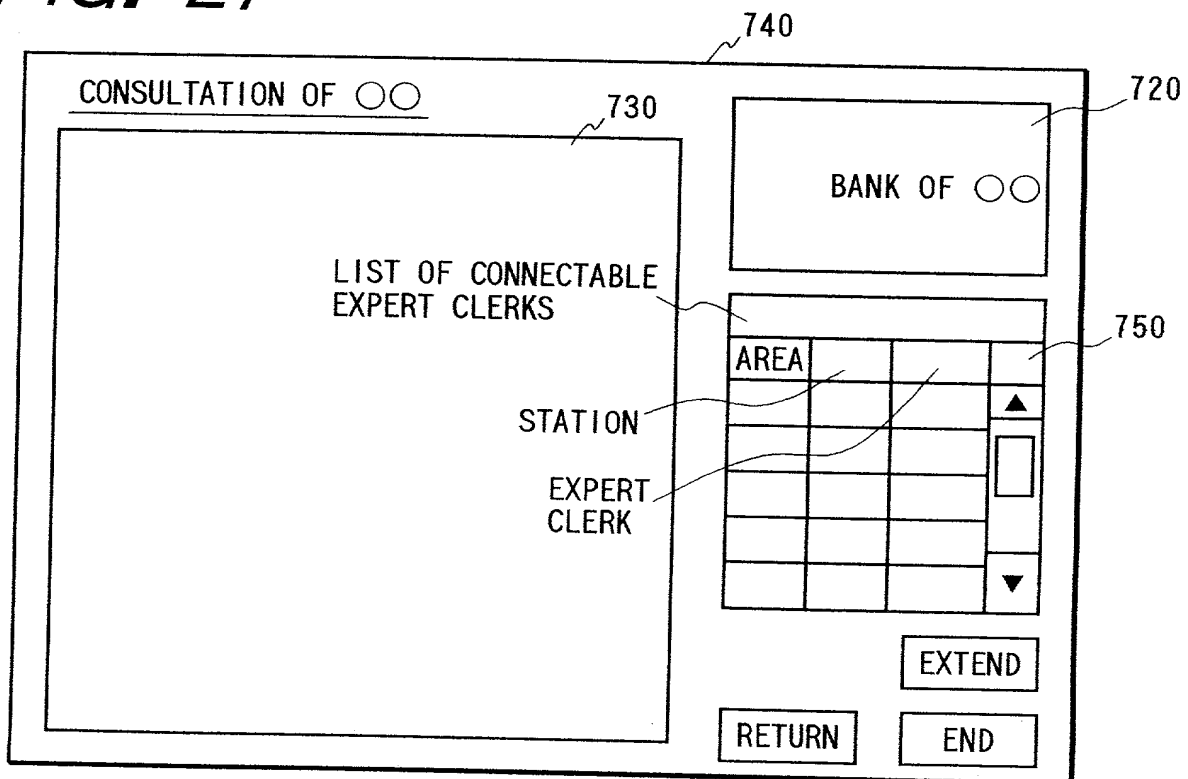 740
CONSULTATION OF ○○
730
720
BANK OF ○○
LIST OF CONNECTABLE
EXPERT CLERKS
750
AREA
STATION
EXPERT
CLERK
EXTEND
RETURN
END